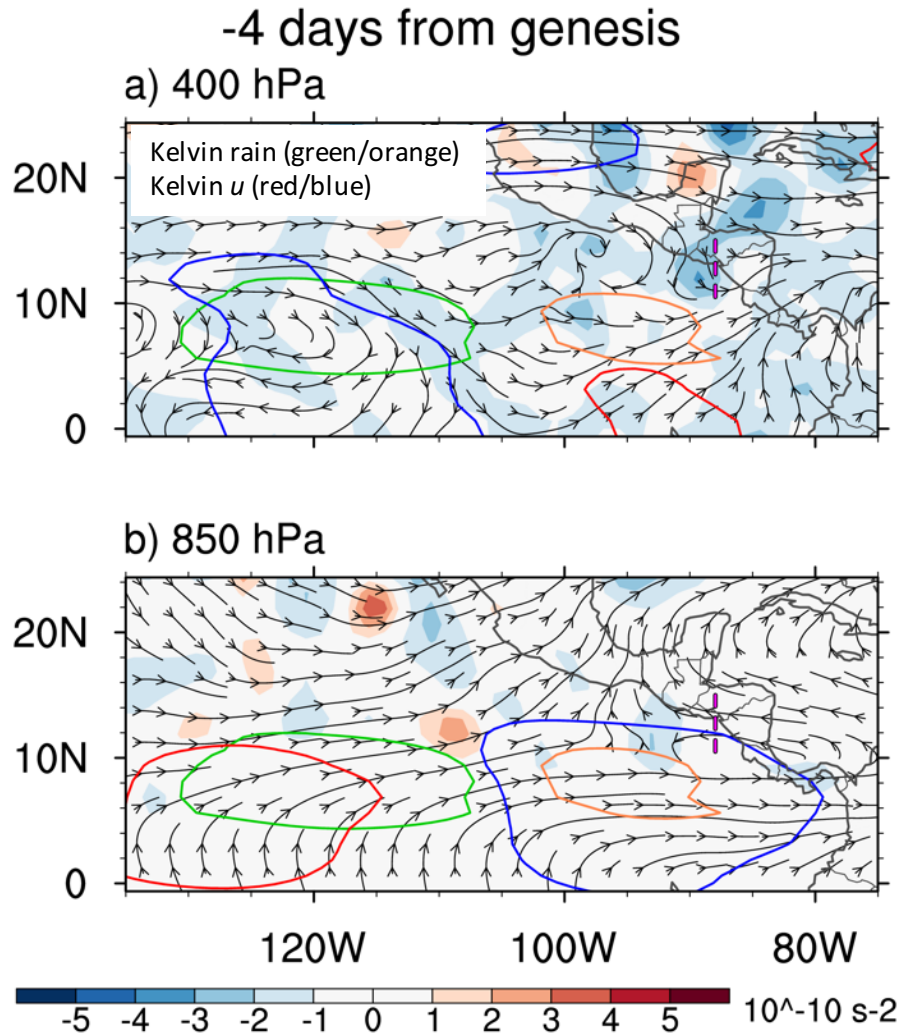 -4 days from genesis
a) 400 hPa
Kelvin rain (green/orange)
Kelvin u (red/blue)
20N
10N
0
b) 850 hPa
20N
10N
0
120W 100W 80W
-5 -4 -3 -2 -1 0 1 2 3 4 5 10^-10 s-2